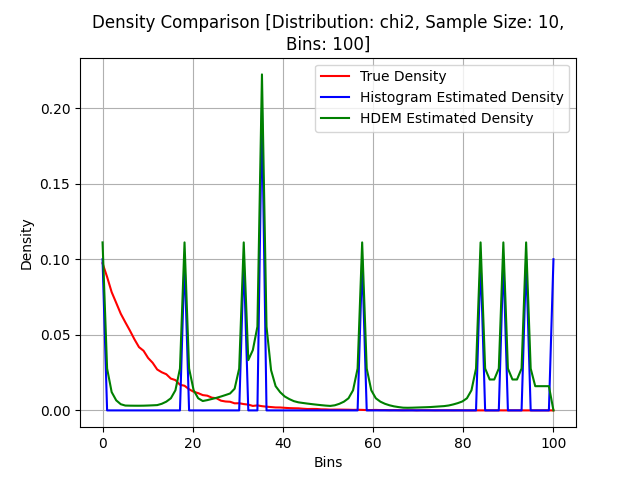 Density Comparison [Distribution: chi2, Sample Size: 10,
Bins: 100]
True Density
Histogram Estimated Density
HDEM Estimated Density
Density
0.20
0.15
0.10
0.05
0.00
0 20 40 60 80 100
Bins